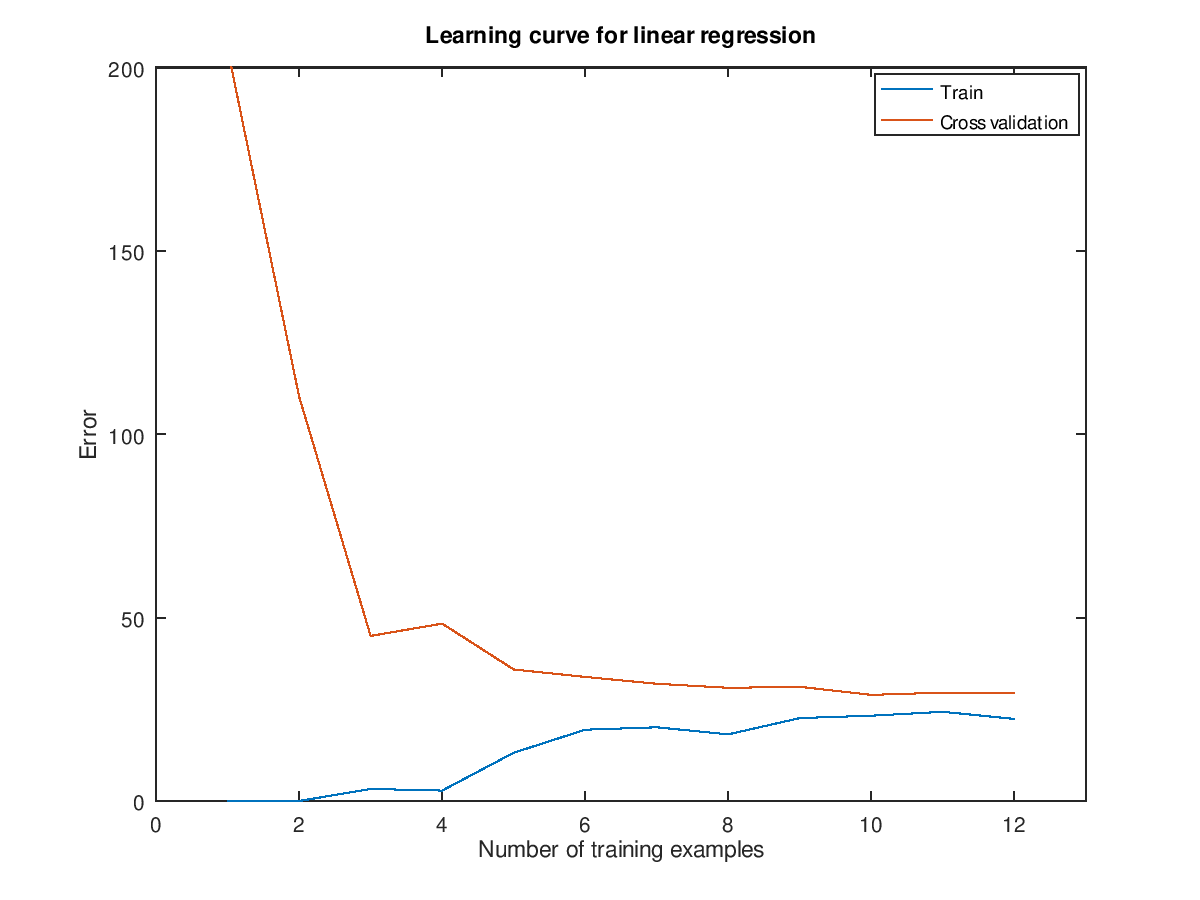 Learning curve for linear regression
Train
Cross validation
200
150
100
50
0
Error
0 2 4 6 8 10 12
Number of training examples